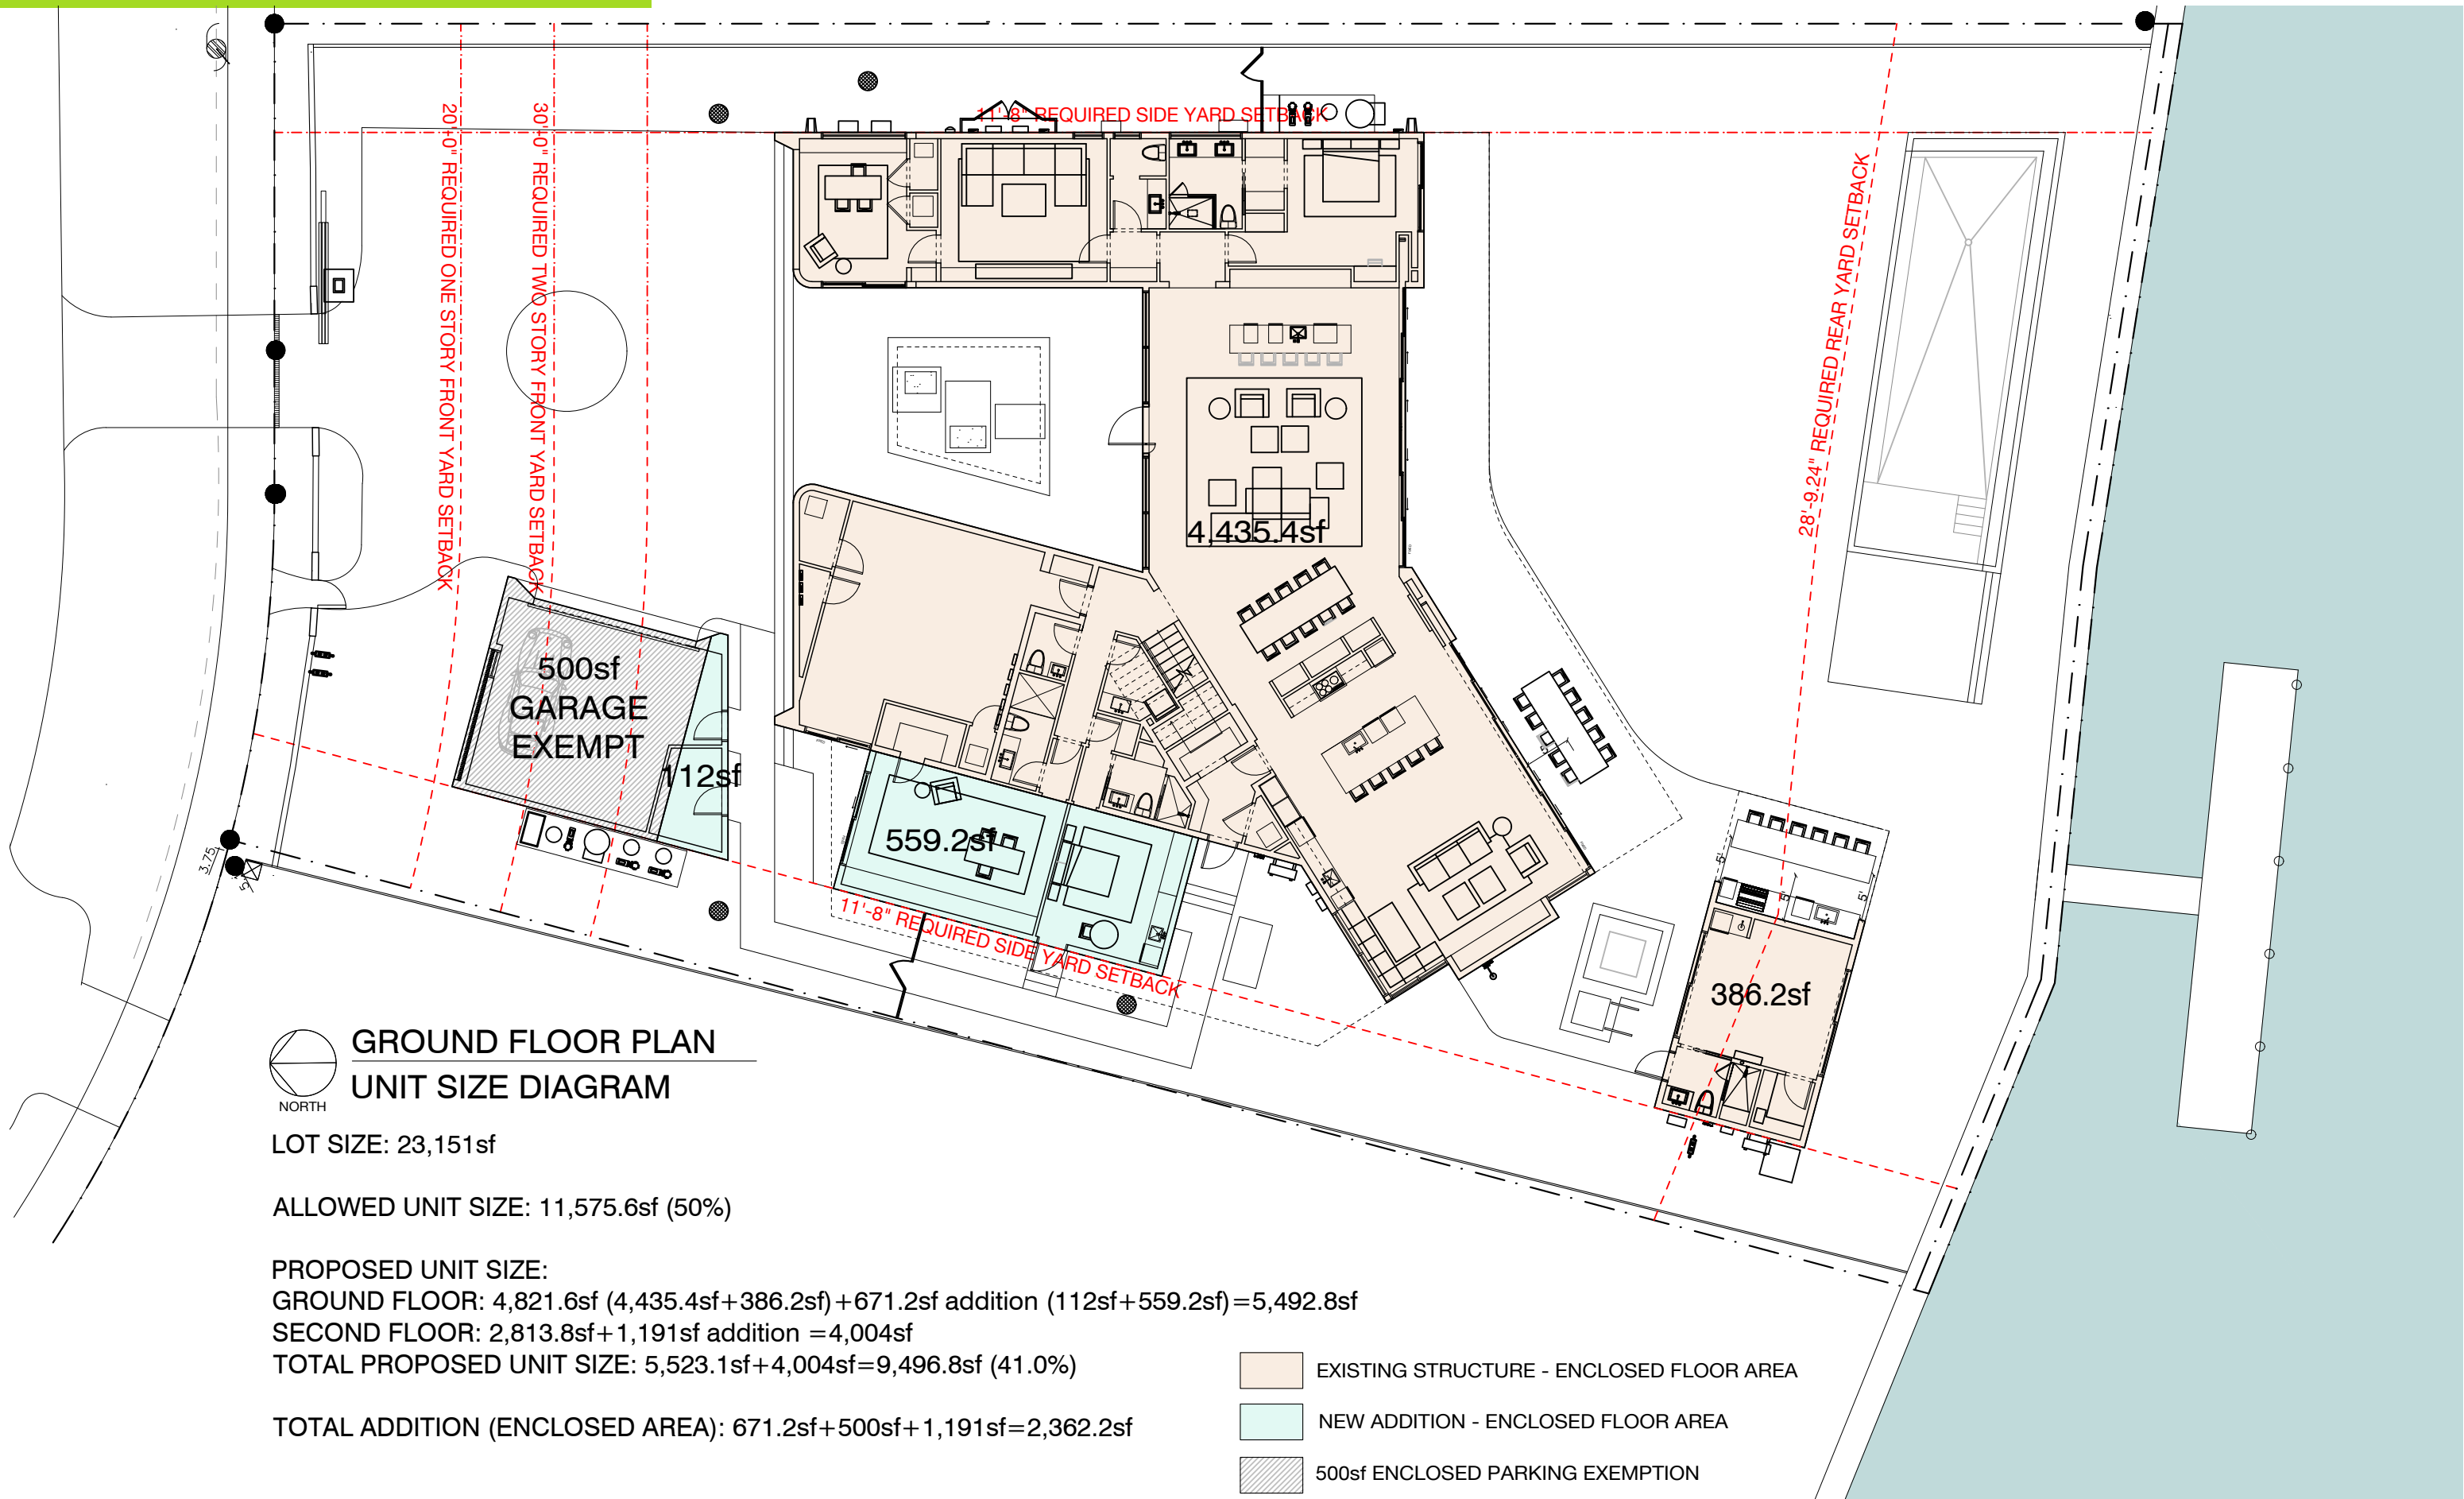 11'-8" REQUIRED SIDE YARD SETBACK
20'-0" REQUIRED ONE STORY FRONT YARD SETBACK
30'-0" REQUIRED TWO STORY FRONT YARD SETBACK
28'-9.24" REQUIRED REAR YARD SETBACK
4,435.4sf
500sf
GARAGE
EXEMPT
112sf
559.2sf
11'-8" REQUIRED SIDE YARD SETBACK
3.75
5'
5'
5'
5'
386.2sf
GROUND FLOOR PLAN
UNIT SIZE DIAGRAM
NORTH
LOT SIZE: 23,151sf
ALLOWED UNIT SIZE: 11,575.6sf (50%)
PROPOSED UNIT SIZE:
GROUND FLOOR: 4,821.6sf (4,435.4sf+386.2sf)+671.2sf addition (112sf+559.2sf)=5,492.8sf
SECOND FLOOR: 2,813.8sf+1,191sf addition =4,004sf
TOTAL PROPOSED UNIT SIZE: 5,523.1sf+4,004sf=9,496.8sf (41.0%)
TOTAL ADDITION (ENCLOSED AREA): 671.2sf+500sf+1,191sf=2,362.2sf
EXISTING STRUCTURE - ENCLOSED FLOOR AREA
NEW ADDITION - ENCLOSED FLOOR AREA
500sf ENCLOSED PARKING EXEMPTION